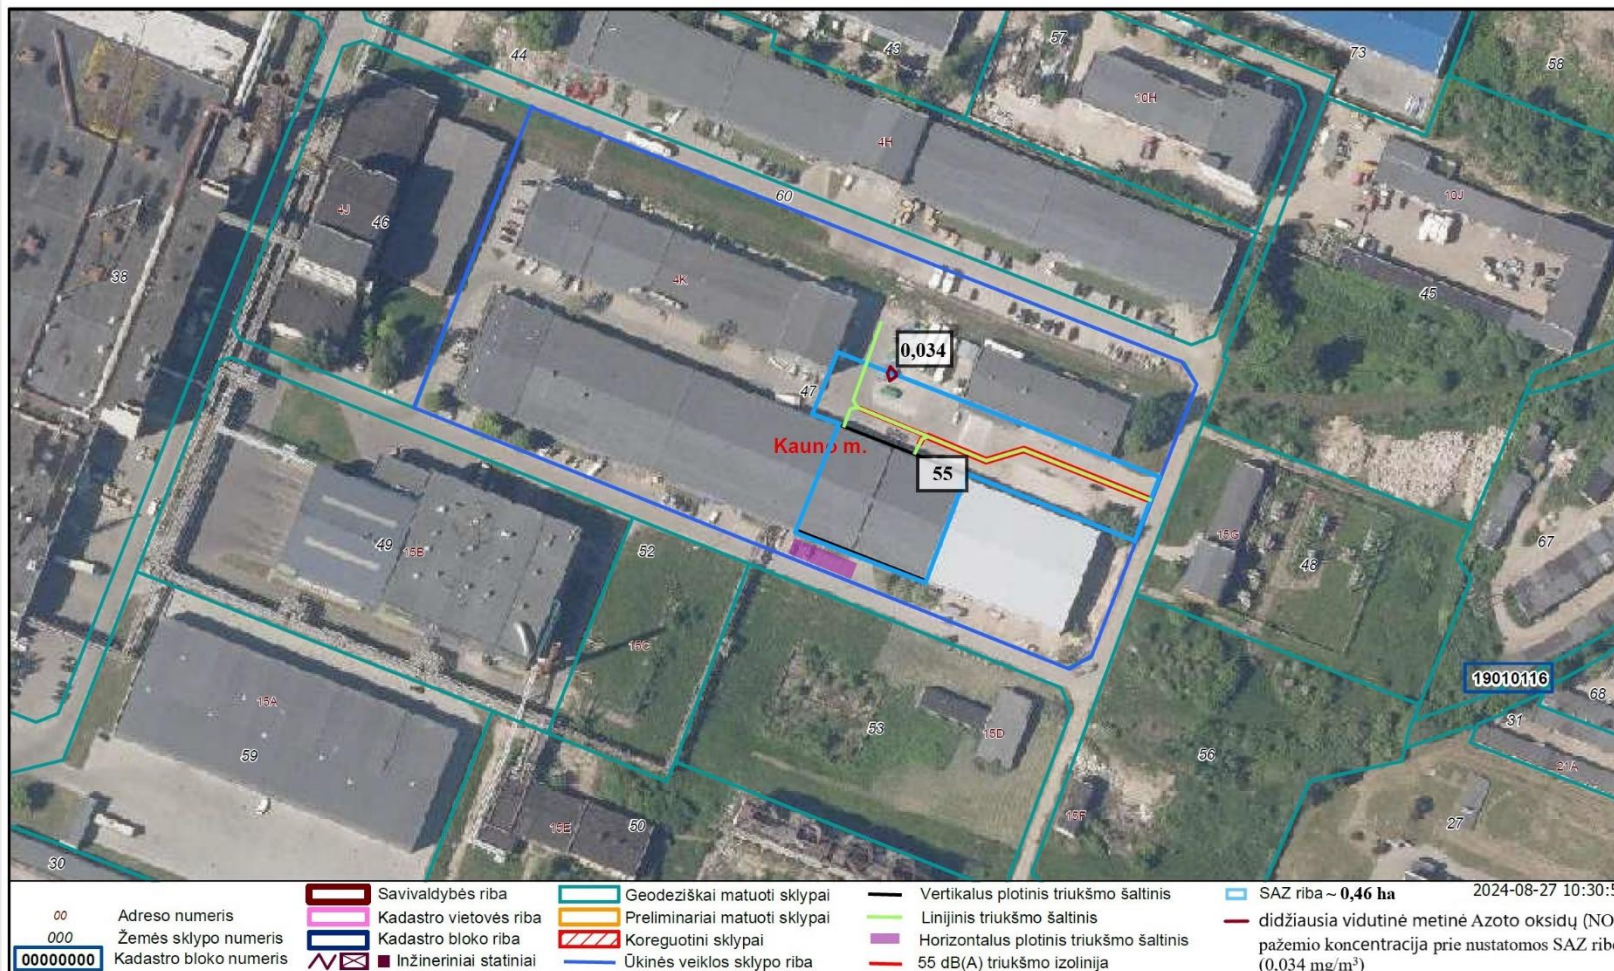 44
43
57
73
58
10H
4H
10J
60
4J
46
38
45
4K
0,034
47
Kauno m.
55
15G
48
67
49
15B
52
15C
19010116
68
31
15A
53
15D
56
21A
59
15F
27
15E
50
30
00 Adreso numeris
000 Žemės sklypo numeris
00000000 Kadastro bloko numeris
Savivaldybės riba
Kadastro vietovės riba
Kadastro bloko riba
Inžineriniai statiniai
Geodeziškai matuoti sklypai
Preliminariai matuoti sklypai
Koreguotini sklypai
Ūkinės veiklos sklypo riba
Vertikalus plotinis triukšmo šaltinis
Linijinis triukšmo šaltinis
Horizontalus plotinis triukšmo šaltinis
55 dB(A) triukšmo izolinija
SAZ riba ~ 0,46 ha
2024-08-27 10:30:5
didžiausia vidutinė metinė Azoto oksidų (NO
pažemio koncentracija prie nustatomos SAZ ribo
(0,034 mg/m³)